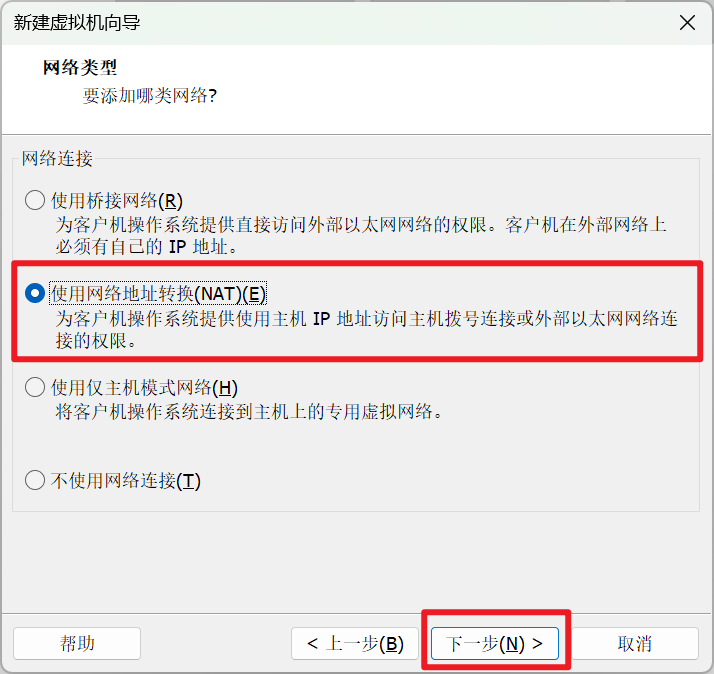 新建虚拟机向导
网络类型
要添加哪类网络?
网络连接
使用桥接网络(R)
为客户机操作系统提供直接访问外部以太网网络的权限。客户机在外部网络上
必须有自己的 IP 地址。
使用网络地址转换(NAT)(E)
为客户机操作系统提供使用主机 IP 地址访问主机拨号连接或外部以太网网络连
接的权限。
使用仅主机模式网络(H)
将客户机操作系统连接到主机上的专用虚拟网络。
不使用网络连接(T)
帮助
< 上一步(B)
下一步(N) >
取消